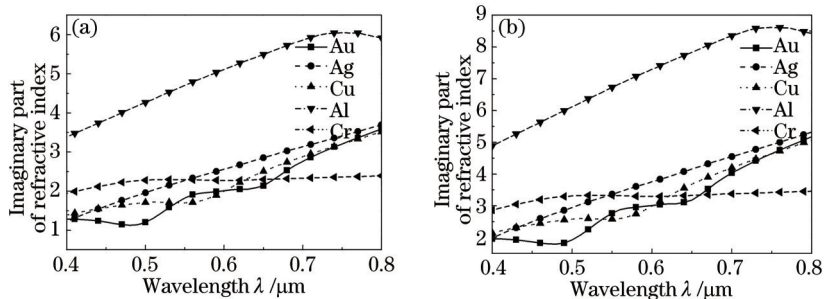 (a)
Imaginary part
of refractive index
6
5
4
3
2
1
Au
Ag
Cu
Al
Cr
0.4 0.5 0.6 0.7 0.8
Wavelength λ /μm
(b)
Imaginary part
of refractive index
9
8
7
6
5
4
3
2
Au
Ag
Cu
Al
Cr
0.4 0.5 0.6 0.7 0.8
Wavelength λ /μm